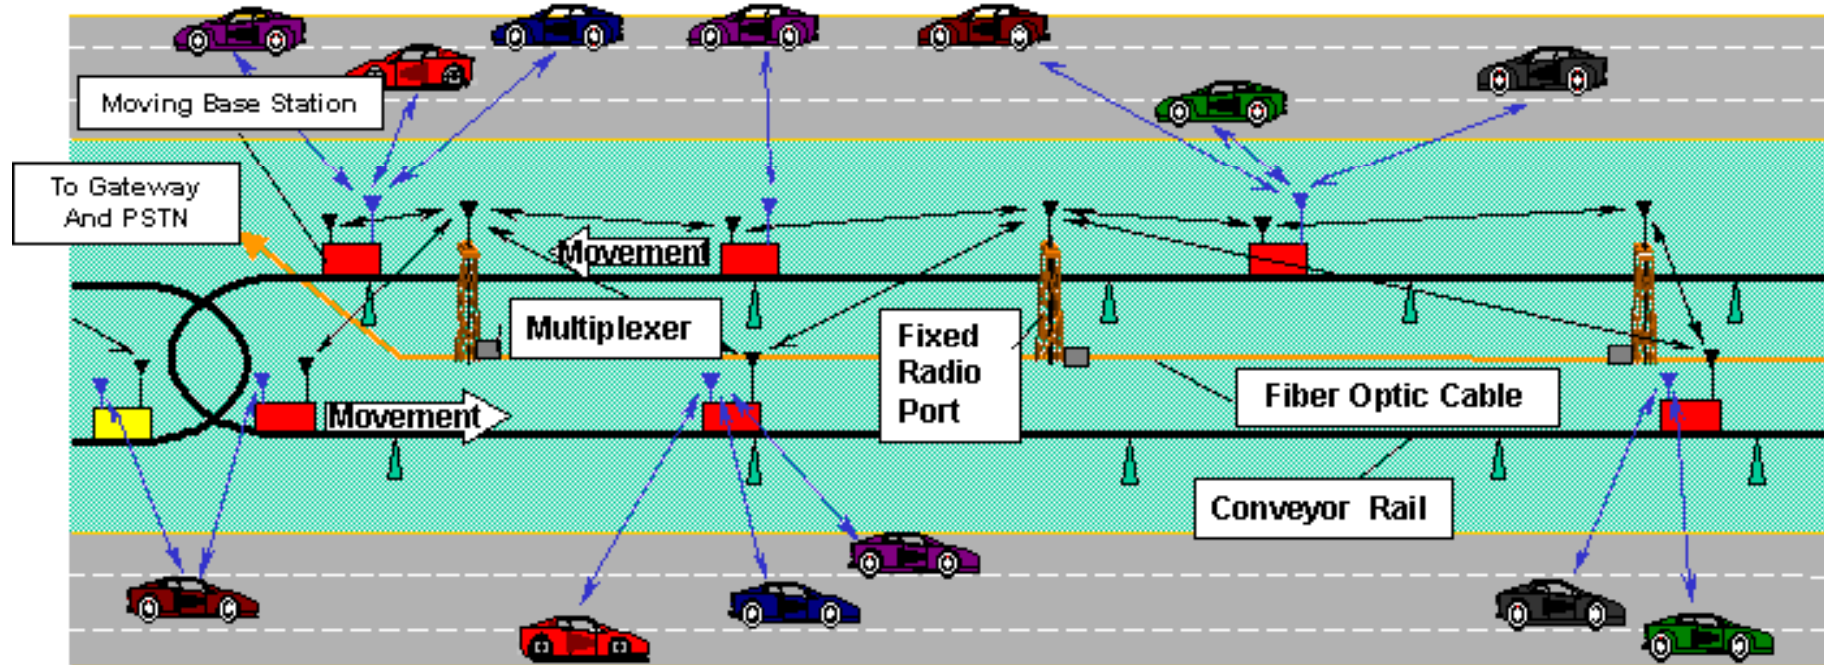 Moving Base Station
To Gateway
And PSTN
Movement
Multiplexer
Fixed
Radio
Port
Fiber Optic Cable
Movement
Conveyor Rail